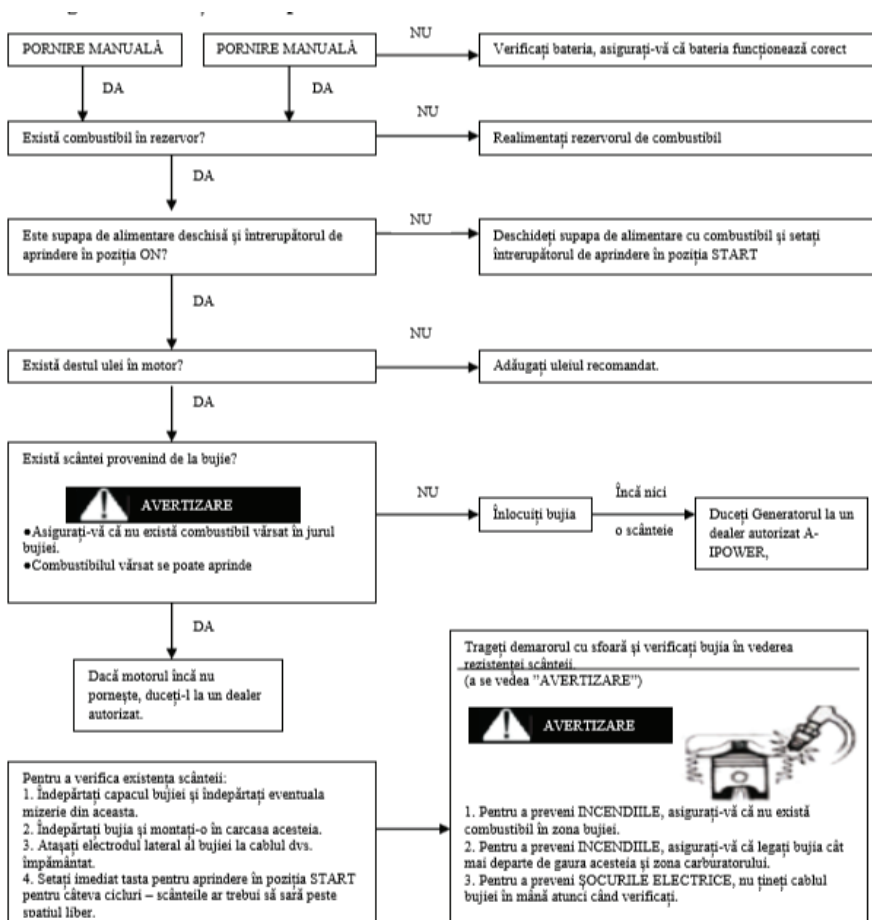 PORNIRE MANUALĂ
PORNIRE MANUALĂ
NU
Verificați bateria, asigurați-vă că bateria funcționează corect
DA
DA
NU
Există combustibil în rezervor?
Realimentați rezervorul de combustibil
DA
NU
Este supapa de alimentare deschisă și întrerupătorul de
aprindere în poziția ON?
Deschideți supapa de alimentare cu combustibil și setați
întrerupătorul de aprindere în poziția START
DA
NU
Există destul ulei în motor?
Adăugați uleiul recomandat.
DA
Există scântei provenind de la bujie?
AVERTIZARE
●Asigurați-vă că nu există combustibil vărsat în jurul
bujiei.
●Combustibilul vărsat se poate aprinde
NU
Înlocuiți bujia
Încă nici
o scânteie
Duceți Generatorul la un
dealer autorizat A-
IPOWER,
DA
Dacă motorul încă nu
pornește, duceți-l la un dealer
autorizat.
Trageți demarorul cu sfoară și verificați bujia în vederea
rezistenței scânteii.
(a se vedea "AVERTIZARE")
AVERTIZARE
1. Pentru a preveni INCENDIILE, asigurați-vă că nu există
combustibil în zona bujiei.
2. Pentru a preveni INCENDIILE, asigurați-vă că legați bujia cât
mai departe de gaura acesteia și zona carburatorului.
3. Pentru a preveni ȘOCURILE ELECTRICE, nu țineți cablul
bujiei în mână atunci când verificați.
Pentru a verifica existența scânteii:
1. Îndepărtați capacul bujiei și îndepărtați eventuala
mizerie din aceasta.
2. Îndepărtați bujia și montați-o în carcasa acesteia.
3. Atașați electrodul lateral al bujiei la cablul dvs.
împământat.
4. Setați imediat tasta pentru aprindere în poziția START
pentru câteva cicluri – scânteile ar trebui să sară peste
spațiul liber.